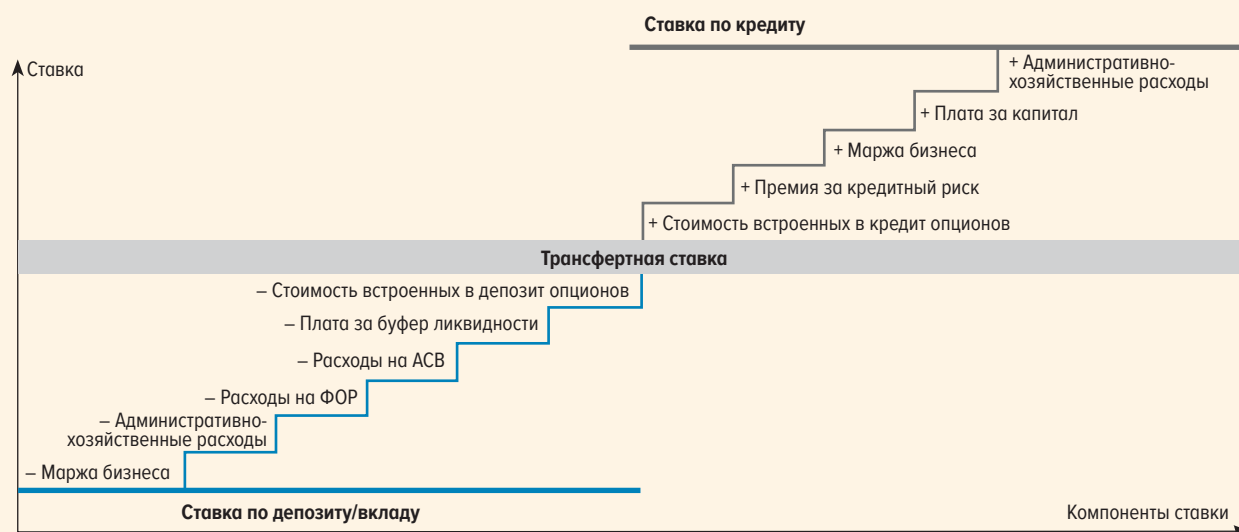 Ставка по кредиту
Ставка
+ Административно-
хозяйственные расходы
+ Плата за капитал
+ Маржа бизнеса
+ Премия за кредитный риск
+ Стоимость встроенных в кредит опционов
Трансфертная ставка
– Стоимость встроенных в депозит опционов
– Плата за буфер ликвидности
– Расходы на АСВ
– Расходы на ФОР
– Административно-
хозяйственные расходы
– Маржа бизнеса
Ставка по депозиту/вкладу
Компоненты ставки